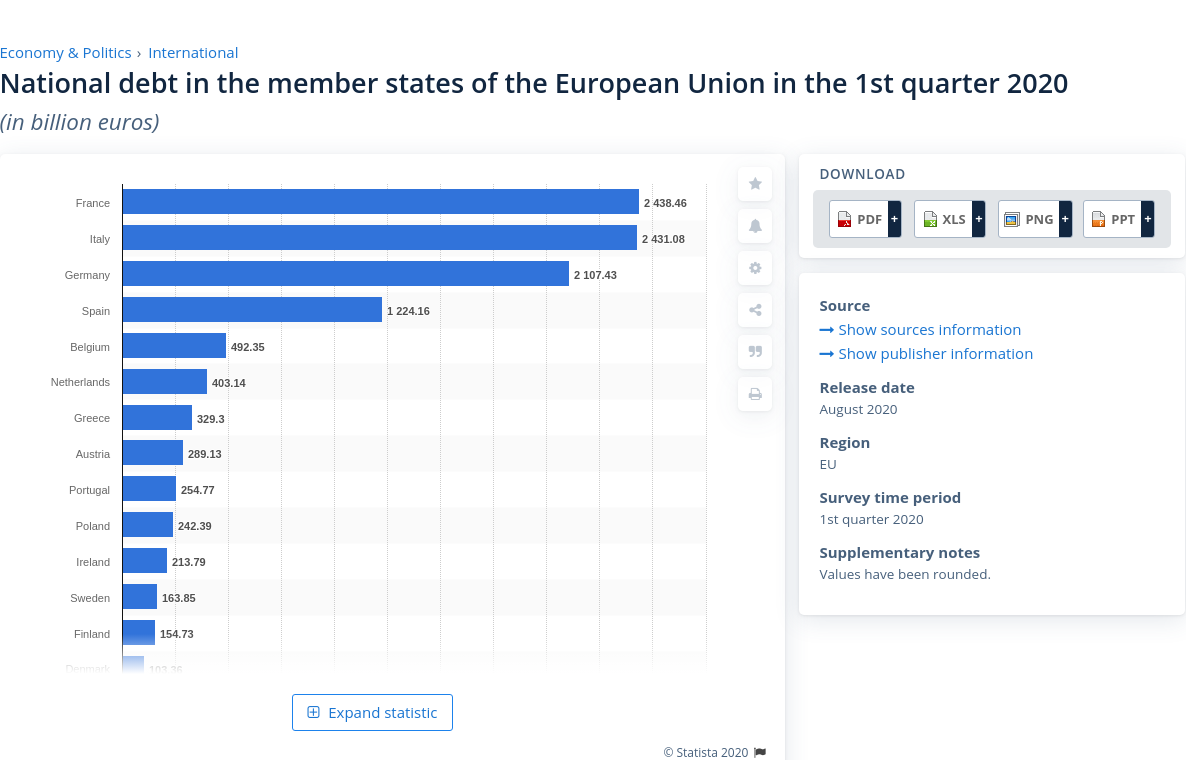 Economy & Politics › International
National debt in the member states of the European Union in the 1st quarter 2020
(in billion euros)
France 2 438.46
Italy 2 431.08
Germany 2 107.43
Spain 1 224.16
Belgium 492.35
Netherlands 403.14
Greece 329.3
Austria 289.13
Portugal 254.77
Poland 242.39
Ireland 213.79
Sweden 163.85
Finland 154.73
Denmark 103.36
Expand statistic
© Statista 2020
DOWNLOAD
PDF + XLS + PNG + PPT +
Source
Show sources information
Show publisher information
Release date
August 2020
Region
EU
Survey time period
1st quarter 2020
Supplementary notes
Values have been rounded.